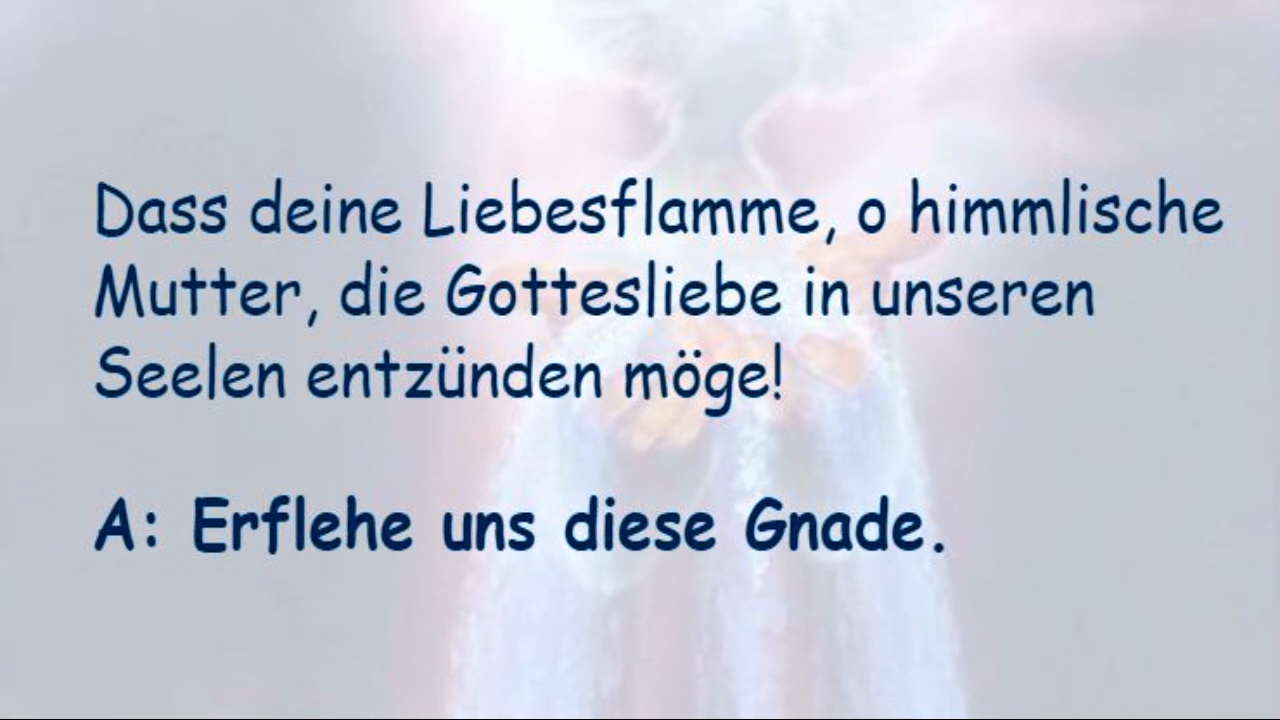 Dass deine Liebesflamme, o himmlische
Mutter, die Gottesliebe in unseren
Seelen entzünden möge!
A: Erflehe uns diese Gnade.